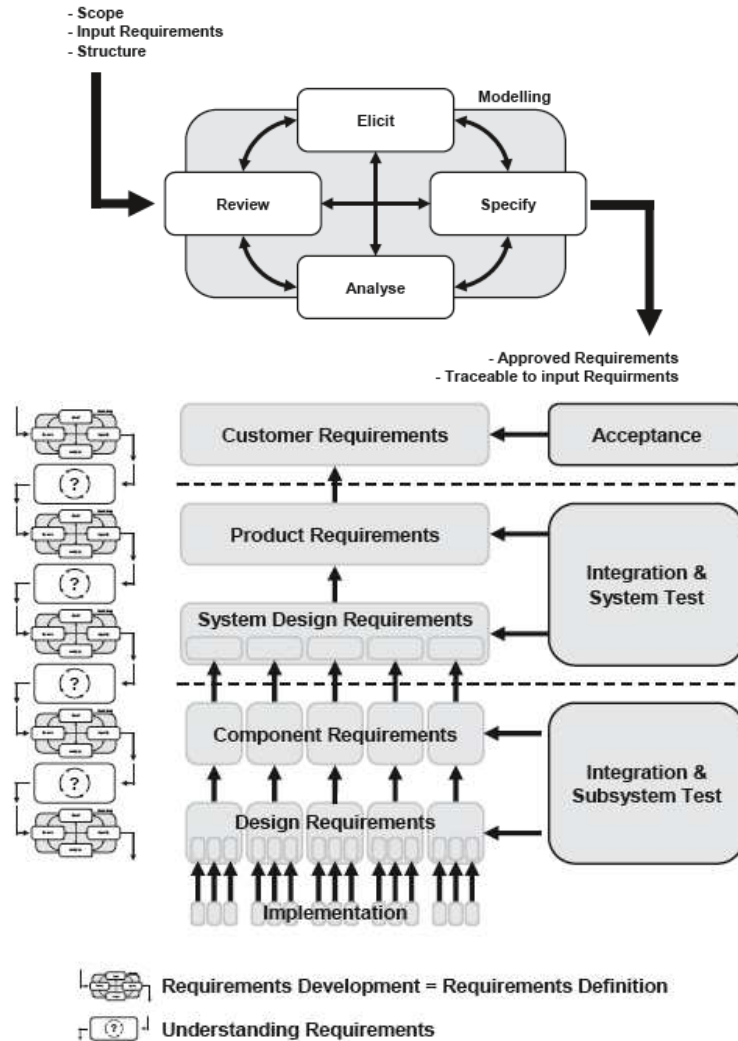 - Scope
- Input Requirements
- Structure
Modelling
Elicit
Review
Specify
Analyse
- Approved Requirements
- Traceable to input Requirments
Customer Requirements
Acceptance
?
Product Requirements
Integration &
System Test
?
System Design Requirements
?
Component Requirements
Integration &
Subsystem Test
?
Design Requirements
Implementation
Requirements Development = Requirements Definition
?
Understanding Requirements